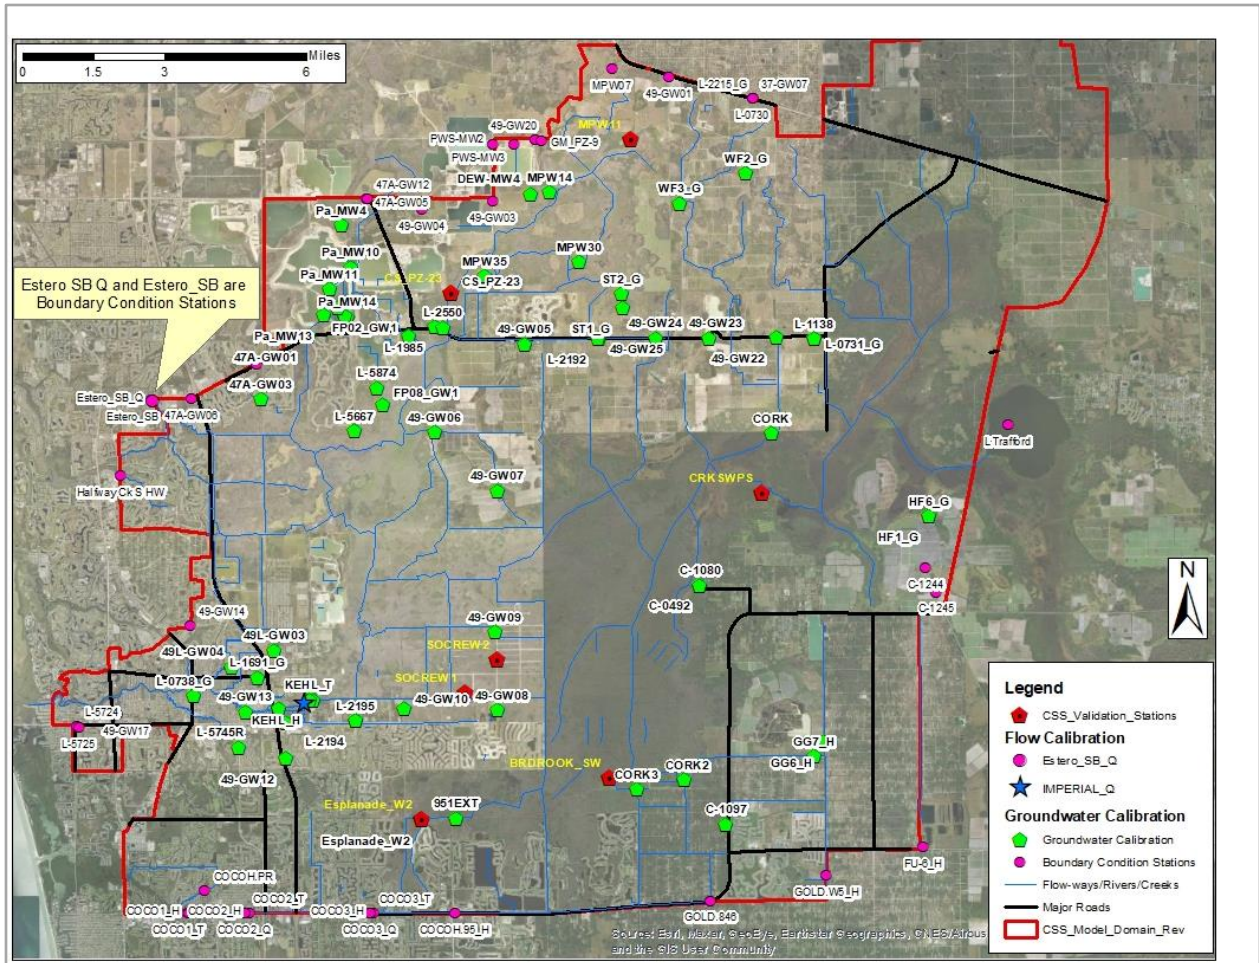 Miles
0 1.5 3 6
MPW07
49-GW01
L-2215_G
37-GW07
L-0730
MPW11
49-GW20
PWS-MW2
GM_PZ-9
PWS-MW3
WF2_G
DEW-MW4
MPW14
47A-GW12
47A-GW05
WF3_G
49-GW03
49-GW04
Pa_MW4
Pa_MW10
MPW30
MPW35
Pa_MW11
CS_PZ-23
CS_PZ-23
ST2_G
Estero SB Q and Estero_SB are
Boundary Condition Stations
Pa_MW14
L-2550
FP02_GW1
49-GW05
ST1_G
49-GW24
49-GW23
L-1138
Pa_MW13
L-1985
L-2192
49-GW25
49-GW22
L-0731_G
47A-GW01
47A-GW03
L-5874
FP08_GW1
Estero_SB_Q
Estero_SB
47A-GW06
L-5667
49-GW06
CORK
L Trafford
49-GW07
CRKSWPS
Halfway Ck S HW
HF6_G
HF1_G
C-1080
C-1244
C-0492
C-1245
N
49-GW14
49-GW09
49L-GW03
49L-GW04
SOCREW2
L-1691_G
L-0738_G
KEHL_T
SOCREW1
49-GW13
49-GW10
49-GW08
L-5724
KEHL_H
L-2195
49-GW17
L-5745R
L-5725
L-2194
GG7_H
GG6_H
BRDROOK_SW
CORK3
CORK2
49-GW12
Esplanade_W2
951EXT
C-1097
Esplanade_W2
FU-6_H
COCOH.PR
GOLD.W5_H
COCO1_H
COCO2_H
COCO2_T
COCO3_H
COCO3_T
COCO1_T
COCO2_Q
COCO3_Q
COCOH.95_H
GOLD.846
Source: Esri, Maxar, GeoEye, Earthstar Geographics, CNES/Airbus
and the GIS User Community
Legend
CSS_Validation_Stations
Flow Calibration
Estero_SB_Q
IMPERIAL_Q
Groundwater Calibration
Groundwater Calibration
Boundary Condition Stations
Flow-ways/Rivers/Creeks
Major Roads
CSS_Model_Domain_Rev